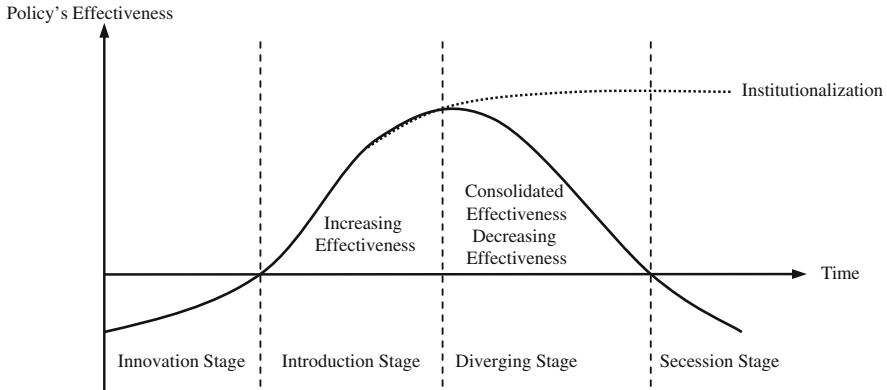 Policy's Effectiveness
Institutionalization
Consolidated
Effectiveness
Decreasing
Effectiveness
Increasing
Effectiveness
Time
Innovation Stage
Introduction Stage
Diverging Stage
Secession Stage